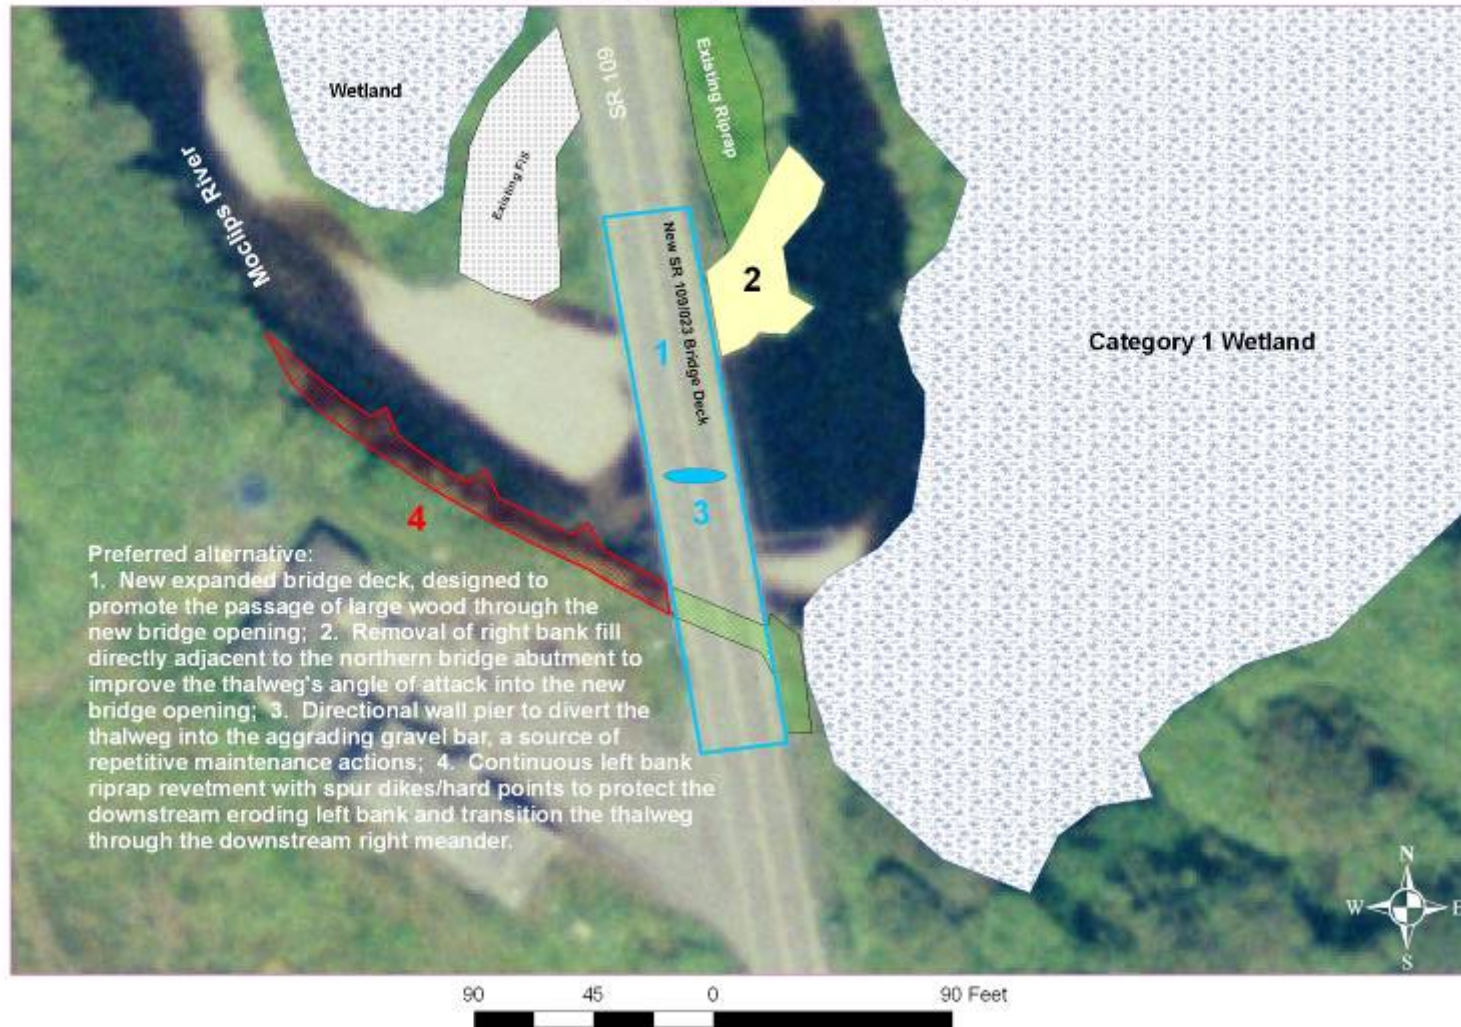 Wetland
SR 109
Existing Riprap
Existing Fils
Moclips River
2
New SR 109/023 Bridge Deck
1
Category 1 Wetland
3
4
Preferred alternative:
1. New expanded bridge deck, designed to
promote the passage of large wood through the
new bridge opening; 2. Removal of right bank fill
directly adjacent to the northern bridge abutment to
improve the thalweg's angle of attack into the new
bridge opening; 3. Directional wall pier to divert the
thalweg into the aggrading gravel bar, a source of
repetitive maintenance actions; 4. Continuous left bank
riprap revetment with spur dikes/hard points to protect the
downstream eroding left bank and transition the thalweg
through the downstream right meander.
N
W E
S
90 45 0 90 Feet